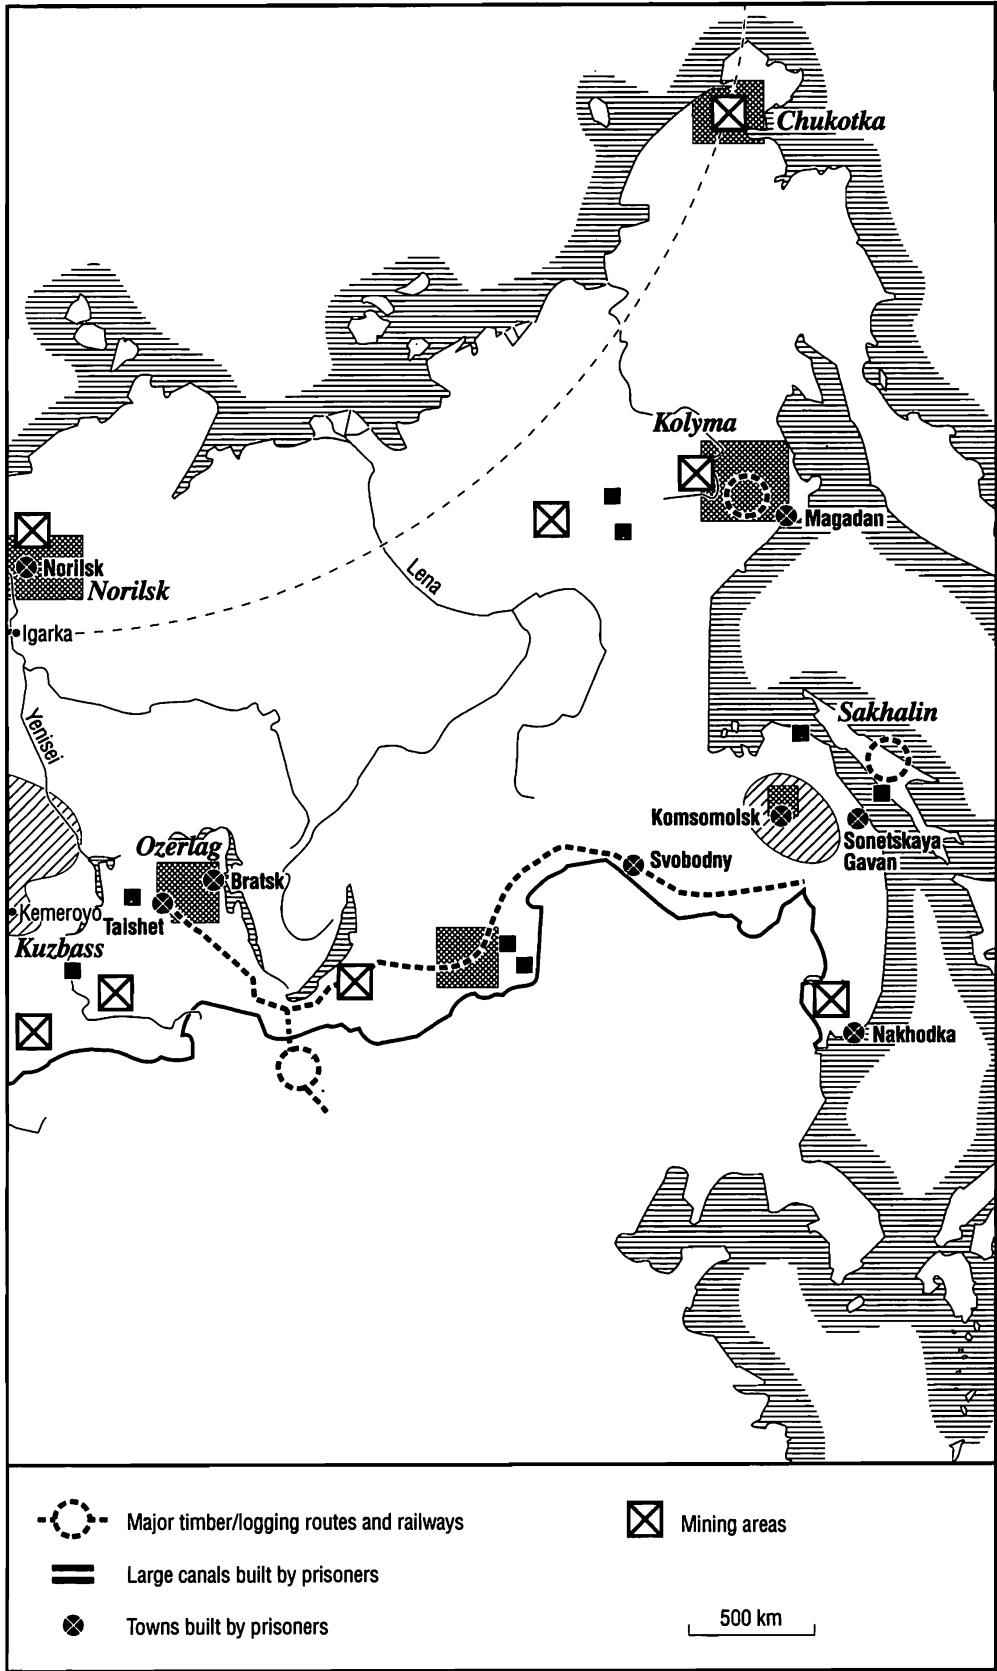 Chukotka
Kolyma
Magadan
Norilsk
Norilsk
Lena
Igarka
Yenisei
Sakhalin
Komsomolsk
Sonetskaya
Gavan
Svobodny
Ozerlag
Bratsk
Kemeroyo
Taishet
Kuzbass
Nakhodka
Major timber/logging routes and railways
Large canals built by prisoners
Towns built by prisoners
Mining areas
500 km